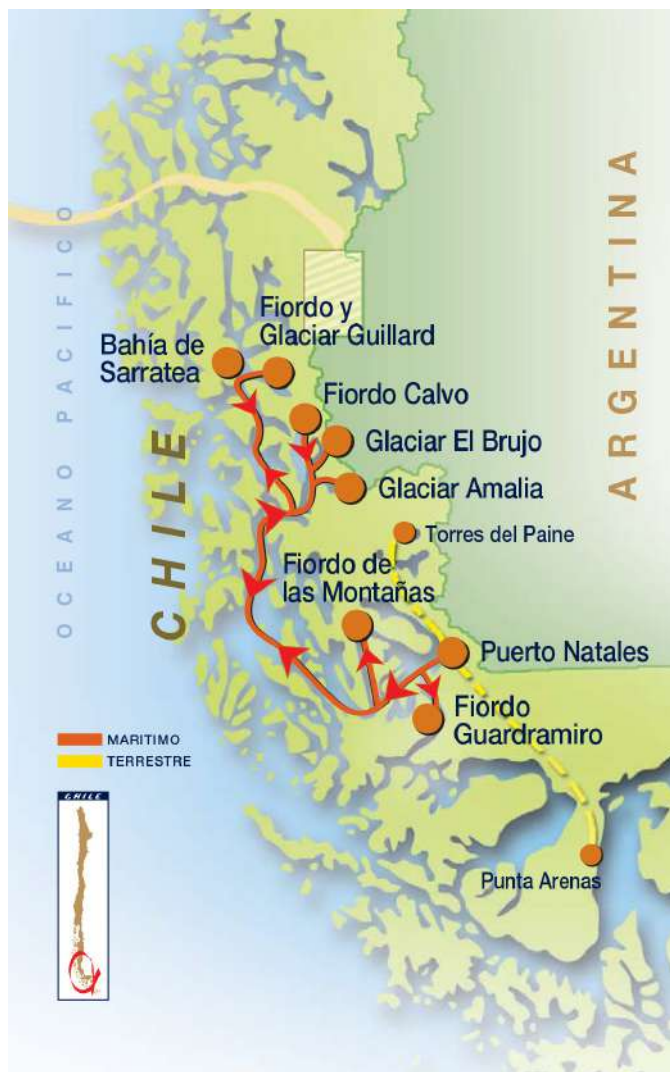 OCEANO PACIFICO
CHILE
ARGENTINA
Fiordo y
Glaciar Guillard
Bahía de
Sarratea
Fiordo Calvo
Glaciar El Brujo
Glaciar Amalia
Torres del Paine
Fiordo de
las Montañas
Puerto Natales
Fiordo
Guardramiro
MARITIMO
TERRESTRE
CHILE
Punta Arenas